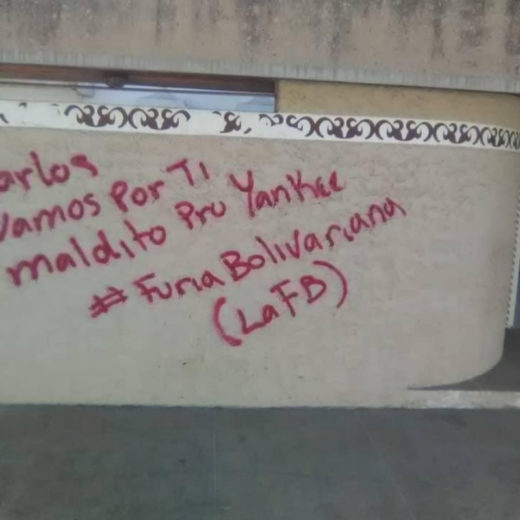 arlos
vamos Por Ti
maldito Pro Yankee
# Furia Bolivariana
(LaFB)